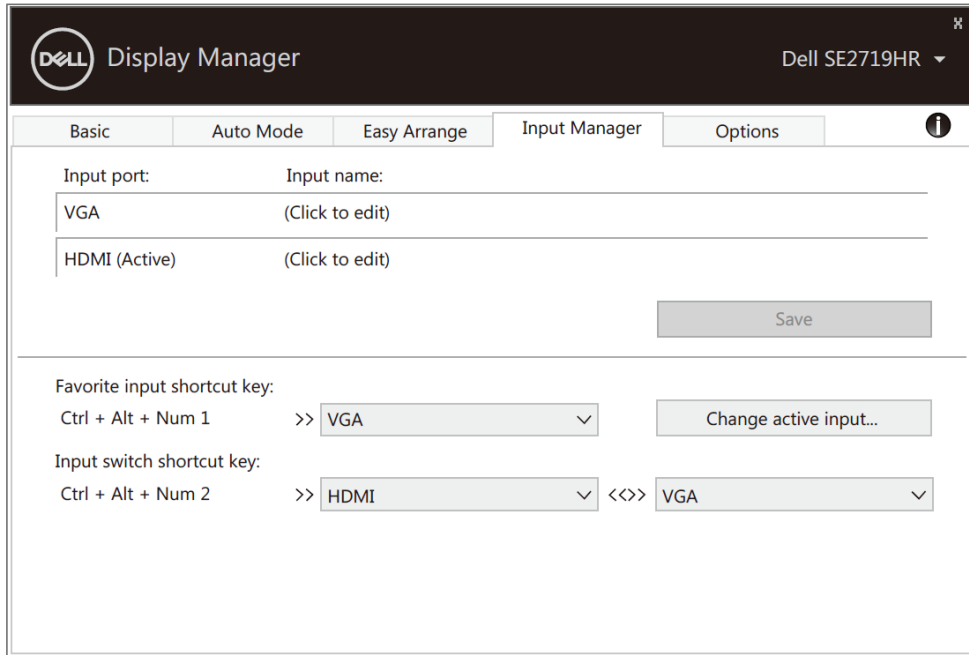 DELL Display Manager Dell SE2719HR
Basic Auto Mode Easy Arrange Input Manager Options
Input port: Input name:
VGA (Click to edit)
HDMI (Active) (Click to edit)
Save
Favorite input shortcut key:
Ctrl + Alt + Num 1 >> VGA Change active input...
Input switch shortcut key:
Ctrl + Alt + Num 2 >> HDMI <<>> VGA